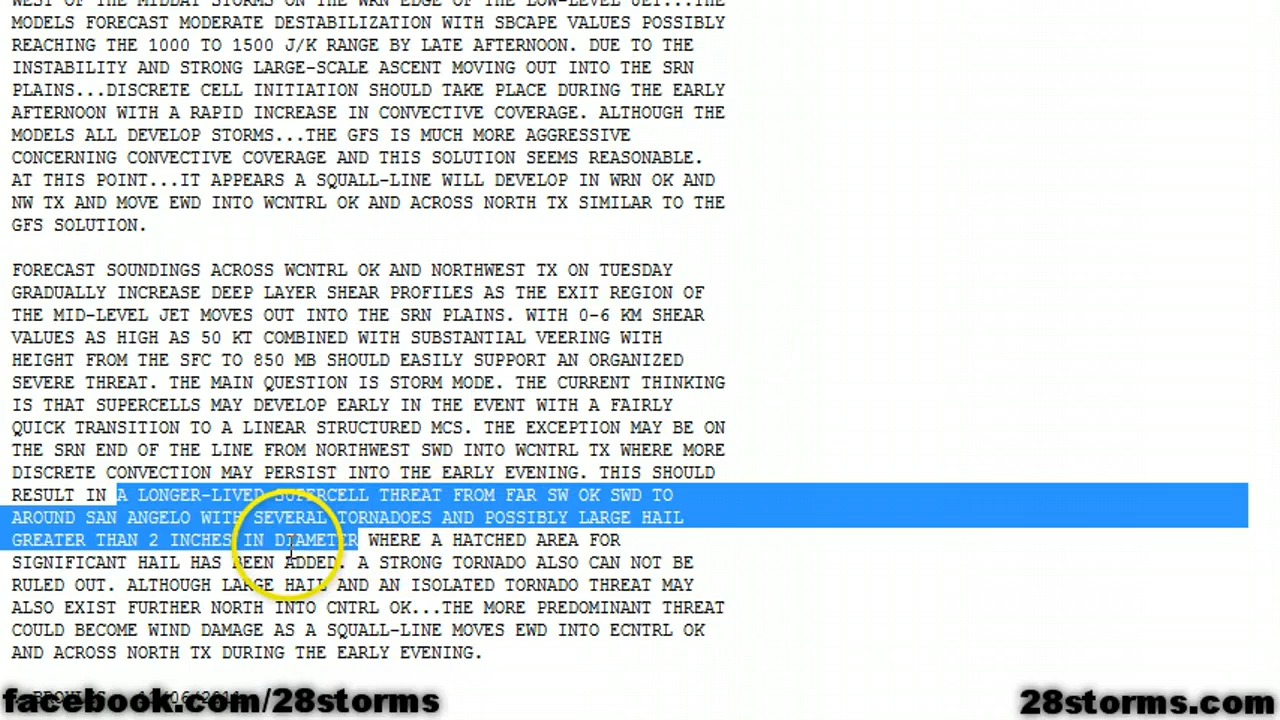 WEST OF THE MIDDAY STORMS ON THE WRN EDGE OF THE LOW-LEVEL JET...THE
MODELS FORECAST MODERATE DESTABILIZATION WITH SBCAPE VALUES POSSIBLY
REACHING THE 1000 TO 1500 J/K RANGE BY LATE AFTERNOON. DUE TO THE
INSTABILITY AND STRONG LARGE-SCALE ASCENT MOVING OUT INTO THE SRN
PLAINS...DISCRETE CELL INITIATION SHOULD TAKE PLACE DURING THE EARLY
AFTERNOON WITH A RAPID INCREASE IN CONVECTIVE COVERAGE. ALTHOUGH THE
MODELS ALL DEVELOP STORMS...THE GFS IS MUCH MORE AGGRESSIVE
CONCERNING CONVECTIVE COVERAGE AND THIS SOLUTION SEEMS REASONABLE.
AT THIS POINT...IT APPEARS A SQUALL-LINE WILL DEVELOP IN WRN OK AND
NW TX AND MOVE EWD INTO WCNTRL OK AND ACROSS NORTH TX SIMILAR TO THE
GFS SOLUTION.
FORECAST SOUNDINGS ACROSS WCNTRL OK AND NORTHWEST TX ON TUESDAY
GRADUALLY INCREASE DEEP LAYER SHEAR PROFILES AS THE EXIT REGION OF
THE MID-LEVEL JET MOVES OUT INTO THE SRN PLAINS. WITH 0-6 KM SHEAR
VALUES AS HIGH AS 50 KT COMBINED WITH SUBSTANTIAL VEERING WITH
HEIGHT FROM THE SFC TO 850 MB SHOULD EASILY SUPPORT AN ORGANIZED
SEVERE THREAT. THE MAIN QUESTION IS STORM MODE. THE CURRENT THINKING
IS THAT SUPERCELLS MAY DEVELOP EARLY IN THE EVENT WITH A FAIRLY
QUICK TRANSITION TO A LINEAR STRUCTURED MCS. THE EXCEPTION MAY BE ON
THE SRN END OF THE LINE FROM NORTHWEST SWD INTO WCNTRL TX WHERE MORE
DISCRETE CONVECTION MAY PERSIST INTO THE EARLY EVENING. THIS SHOULD
RESULT IN A LONGER-LIVED SUPERCELL THREAT FROM FAR SW OK SWD TO
AROUND SAN ANGELO WITH SEVERAL TORNADOES AND POSSIBLY LARGE HAIL
GREATER THAN 2 INCHES IN DIAMETER WHERE A HATCHED AREA FOR
SIGNIFICANT HAIL HAS BEEN ADDED. A STRONG TORNADO ALSO CAN NOT BE
RULED OUT. ALTHOUGH LARGE HAIL AND AN ISOLATED TORNADO THREAT MAY
ALSO EXIST FURTHER NORTH INTO CNTRL OK...THE MORE PREDOMINANT THREAT
COULD BECOME WIND DAMAGE AS A SQUALL-LINE MOVES EWD INTO ECNTRL OK
AND ACROSS NORTH TX DURING THE EARLY EVENING.
facebook.com/28storms
28storms.com